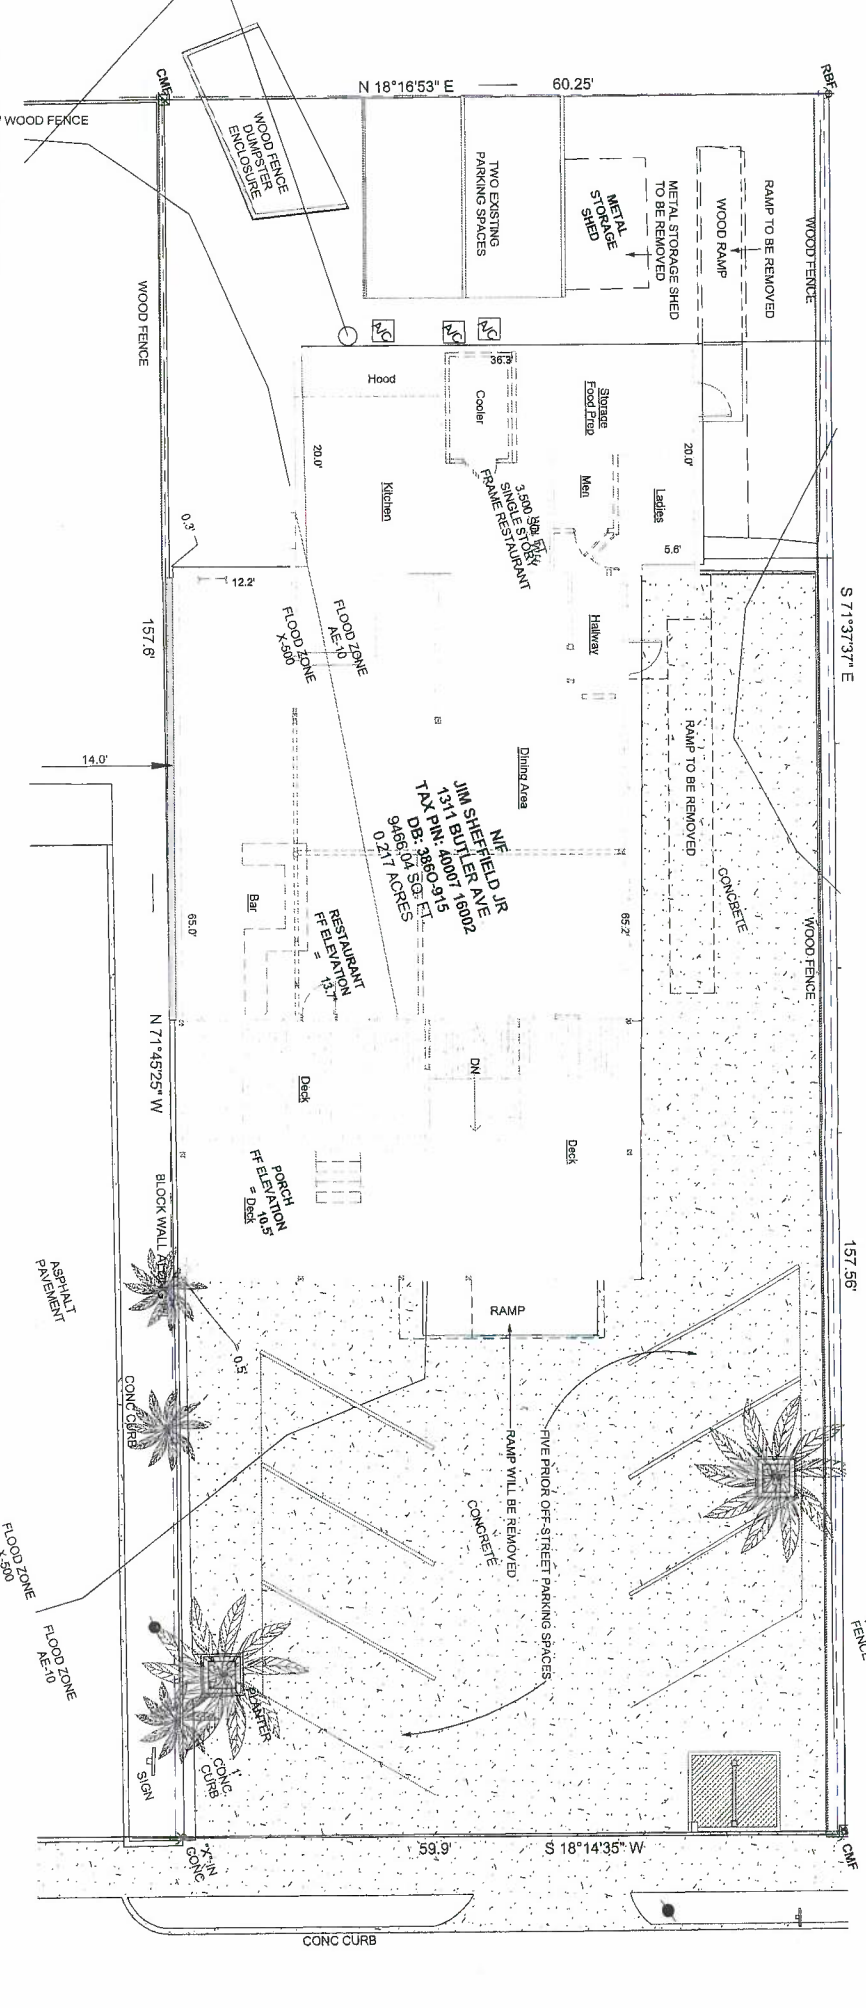 CMF
N 18°16'53" E
60.25'
RBF
WOOD FENCE
WOOD FENCE
DUMPSTER
ENCLOSURE
TWO EXISTING
PARKING SPACES
METAL
STORAGE
SHED
METAL STORAGE SHED
TO BE REMOVED
WOOD RAMP
RAMP TO BE REMOVED
WOOD FENCE
WOOD FENCE
A/C
A/C
A/C
36.3'
Hood
Cooler
Storage
Food Prep
20.0'
20.0'
Kitchen
Men
Ladies
3,500 SQ. FT.
SINGLE STORY
FRAME RESTAURANT
5.6'
0.3'
12.2'
157.6'
S 71°37'37" E
FLOOD ZONE
X-500
FLOOD ZONE
AE-10
Hallway
RAMP TO BE REMOVED
14.0'
Dining Area
N/F
JIM SHEFFIELD JR
1311 BUTLER AVE
TAX PIN: 40007 16002
DB: 386O-915
9466.04 SQ. FT.
0.217 ACRES
CONCRETE
Bar
65.0'
RESTAURANT
FF ELEVATION
= 13.7'
65.2'
WOOD FENCE
N 71°45'25" W
DN
Deck
Deck
PORCH
FF ELEVATION
= 10.5'
Deck
BLOCK WALL ALONG
157.56'
ASPHALT
PAVEMENT
RAMP
0.5'
CONC CURB
RAMP WILL BE REMOVED
FIVE PRIOR OFF-STREET PARKING SPACES
CONCRETE
FLOOD ZONE
X-500
FLOOD ZONE
AE-10
FENCE
PLANTER
1'
CONC.
CURB
SIGN
"X" IN
CONC
59.9'
S 18°14'35" W
CMF
CONC CURB